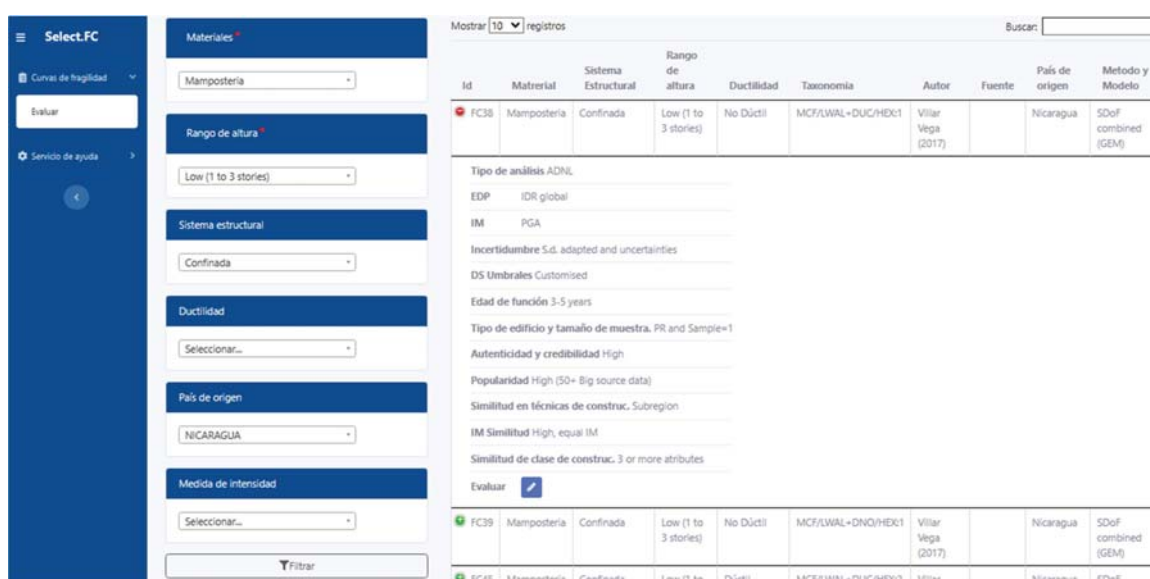 Select.FC
Curvas de fragilidad
Evaluar
Servicio de ayuda
Materiales *
Mampostería
Rango de altura *
Low (1 to 3 stories)
Sistema estructural
Confinada
Ductilidad
Seleccionar...
País de origen
NICARAGUA
Medida de intensidad
Seleccionar...
Filtrar
Mostrar 10 registros
Buscar:
Id Matrerial Sistema Estructural Rango de altura Ductilidad Taxonomía Autor Fuente País de origen Metodo y Modelo
FC38 Mampostería Confinada Low (1 to 3 stories) No Dúctil MCF/LWAL+DUC/HEX:1 Villar Vega (2017) Nicaragua SDoF combined (GEM)
Tipo de análisis ADNL
EDP IDR global
IM PGA
Incertidumbre S.d. adapted and uncertainties
DS Umbrales Customised
Edad de función 3-5 years
Tipo de edificio y tamaño de muestra. PR and Sample=1
Autenticidad y credibilidad High
Popularidad High (50+ Big source data)
Similitud en técnicas de construc. Subregion
IM Similitud High, equal IM
Similitud de clase de construc. 3 or more atributes
Evaluar
FC39 Mampostería Confinada Low (1 to 3 stories) No Dúctil MCF/LWAL+DNO/HEX:1 Villar Vega (2017) Nicaragua SDoF combined (GEM)